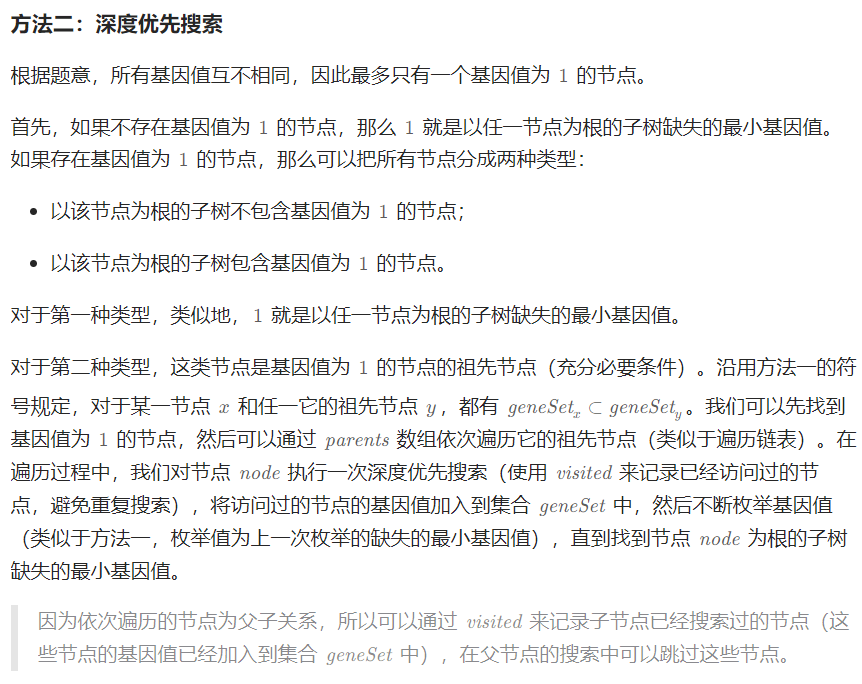 方法二：深度优先搜索
根据题意，所有基因值互不相同，因此最多只有一个基因值为 1 的节点。
首先，如果不存在基因值为 1 的节点，那么 1 就是以任一节点为根的子树缺失的最小基因值。
如果存在基因值为 1 的节点，那么可以把所有节点分成两种类型：
• 以该节点为根的子树不包含基因值为 1 的节点；
• 以该节点为根的子树包含基因值为 1 的节点。
对于第一种类型，类似地，1 就是以任一节点为根的子树缺失的最小基因值。
对于第二种类型，这类节点是基因值为 1 的节点的祖先节点（充分必要条件）。沿用方法一的符
号规定，对于某一节点 x 和任一它的祖先节点 y，都有 geneSet_x ⊂ geneSet_y。我们可以先找到
基因值为 1 的节点，然后可以通过 parents 数组依次遍历它的祖先节点（类似于遍历链表）。在
遍历过程中，我们对节点 node 执行一次深度优先搜索（使用 visited 来记录已经访问过的节
点，避免重复搜索），将访问过的节点的基因值加入到集合 geneSet 中，然后不断枚举基因值
（类似于方法一，枚举值为上一次枚举的缺失的最小基因值），直到找到节点 node 为根的子树
缺失的最小基因值。
因为依次遍历的节点为父子关系，所以可以通过 visited 来记录子节点已经搜索过的节点（这
些节点的基因值已经加入到集合 geneSet 中），在父节点的搜索中可以跳过这些节点。